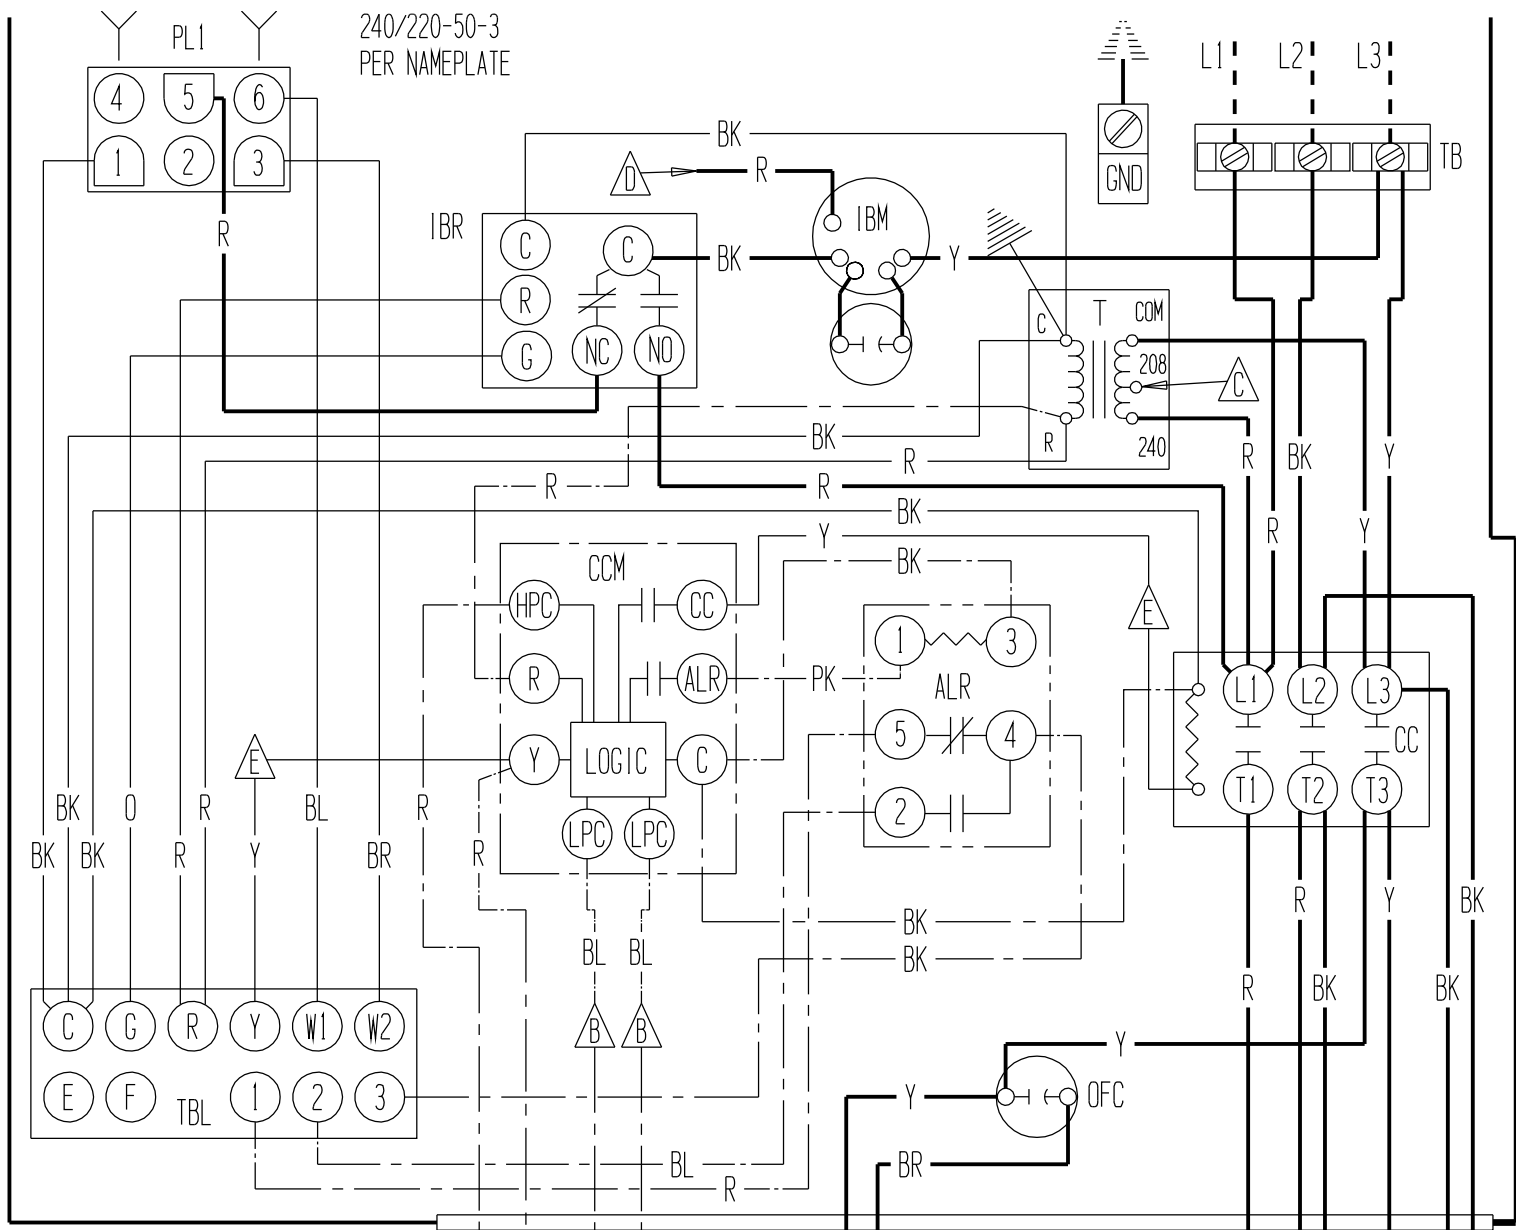 PL1
240/220-50-3
PER NAMEPLATE
L1 L2 L3
4 5 6
1 2 3
GND
TB
BK
D
R
R
IBR
C
C
IBM
BK
Y
R
G
NC
NO
C
T
COM
208
C
R
240
BK
R
R
R
BK
Y
R
BK
R
Y
Y
BK
CCM
HPC
CC
E
1
3
R
ALR
PK
ALR
L1
L2
L3
5
4
CC
E
Y
LOGIC
C
T1
T2
T3
BK
O
R
BL
R
2
LPC
LPC
BK
BK
R
Y
BR
R
R
Y
BK
BK
BL
BL
BK
R
BK
BK
C
G
R
Y
W1
W2
B
B
Y
E
F
TBL
1
2
3
Y
OFC
BL
BR
R